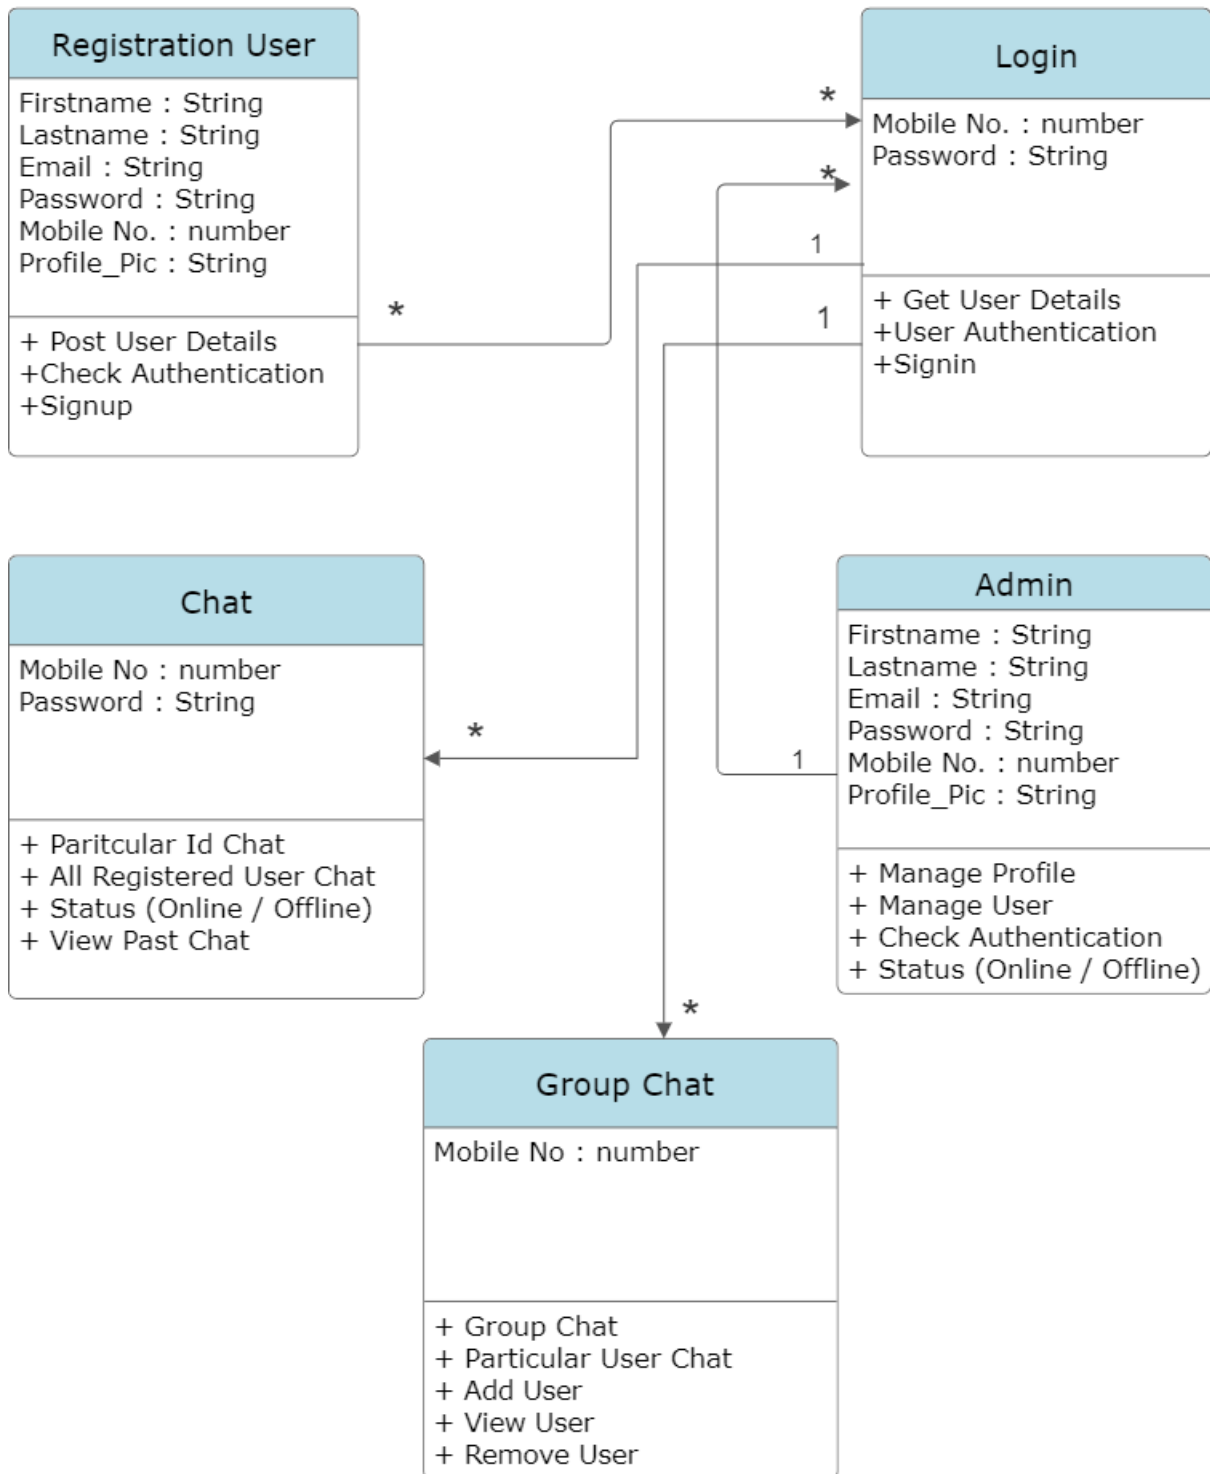 Registration User
Firstname : String
Lastname : String
Email : String
Password : String
Mobile No. : number
Profile_Pic : String
+ Post User Details
+Check Authentication
+Signup
*
*
Login
Mobile No. : number
Password : String
+ Get User Details
+User Authentication
+Signin
*
1
1
Chat
Mobile No : number
Password : String
+ Paritcular Id Chat
+ All Registered User Chat
+ Status (Online / Offline)
+ View Past Chat
*
1
Admin
Firstname : String
Lastname : String
Email : String
Password : String
Mobile No. : number
Profile_Pic : String
+ Manage Profile
+ Manage User
+ Check Authentication
+ Status (Online / Offline)
*
Group Chat
Mobile No : number
+ Group Chat
+ Particular User Chat
+ Add User
+ View User
+ Remove User